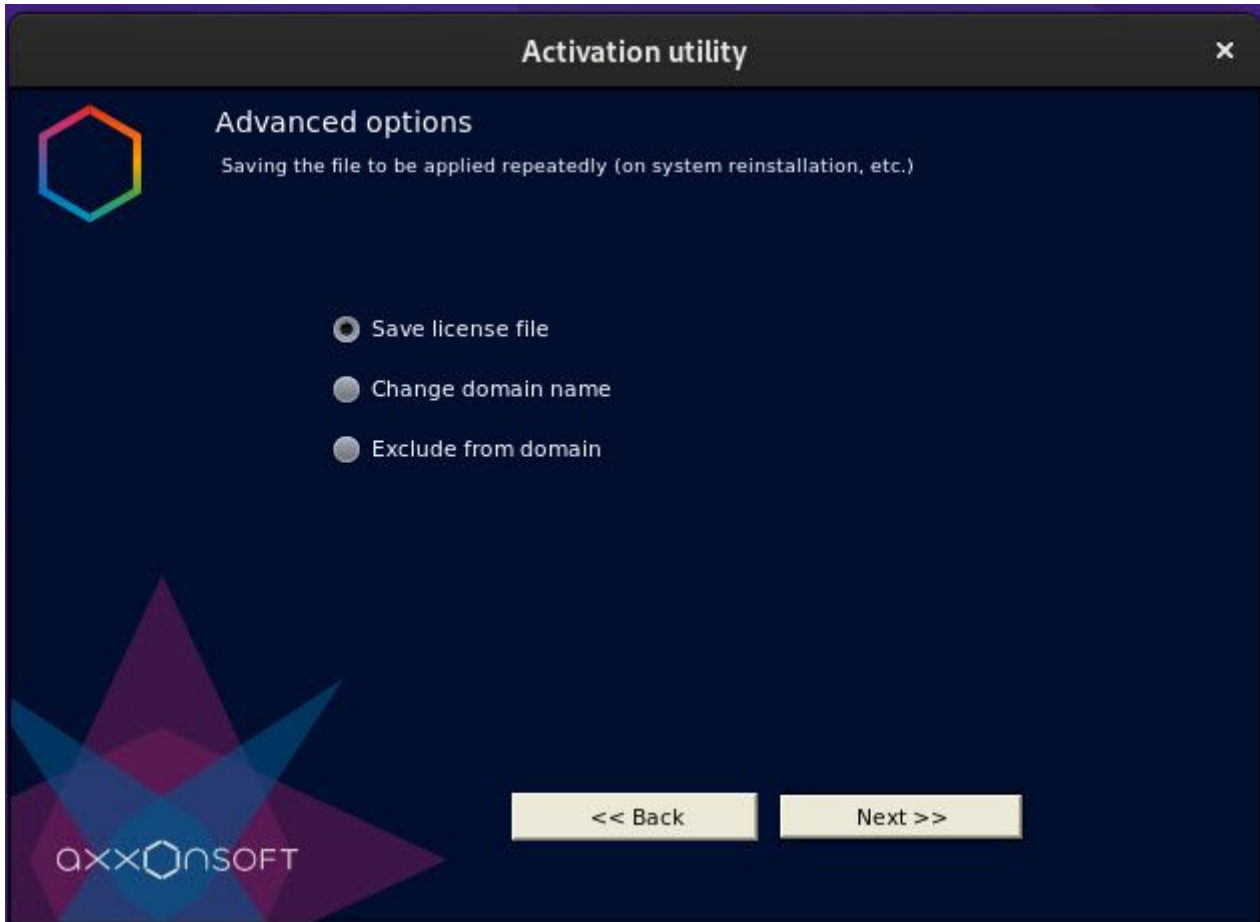 Activation utility
Advanced options
Saving the file to be applied repeatedly (on system reinstallation, etc.)
Save license file
Change domain name
Exclude from domain
<< Back
Next >>
axxonsoft